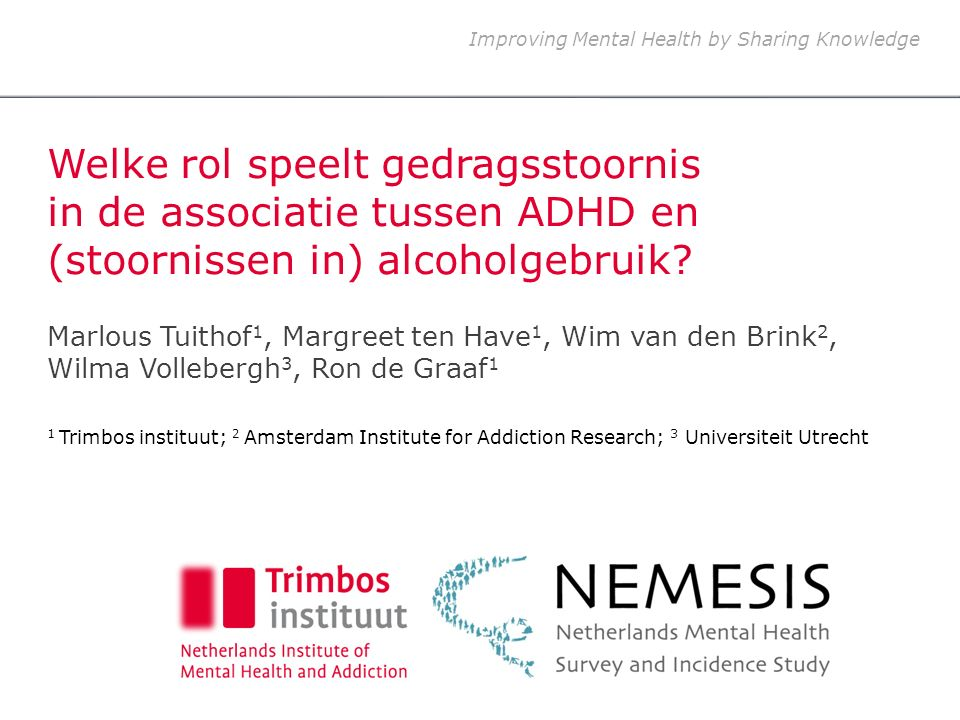 Improving Mental Health by Sharing Knowledge
Welke rol speelt gedragsstoornis
in de associatie tussen ADHD en
(stoornissen in) alcoholgebruik?
Marlous Tuithof¹, Margreet ten Have¹, Wim van den Brink²,
Wilma Vollebergh³, Ron de Graaf¹
¹ Trimbos instituut; ² Amsterdam Institute for Addiction Research; ³ Universiteit Utrecht
Trimbos
instituut
Netherlands Institute of
Mental Health and Addiction
NEMESIS
Netherlands Mental Health
Survey and Incidence Study